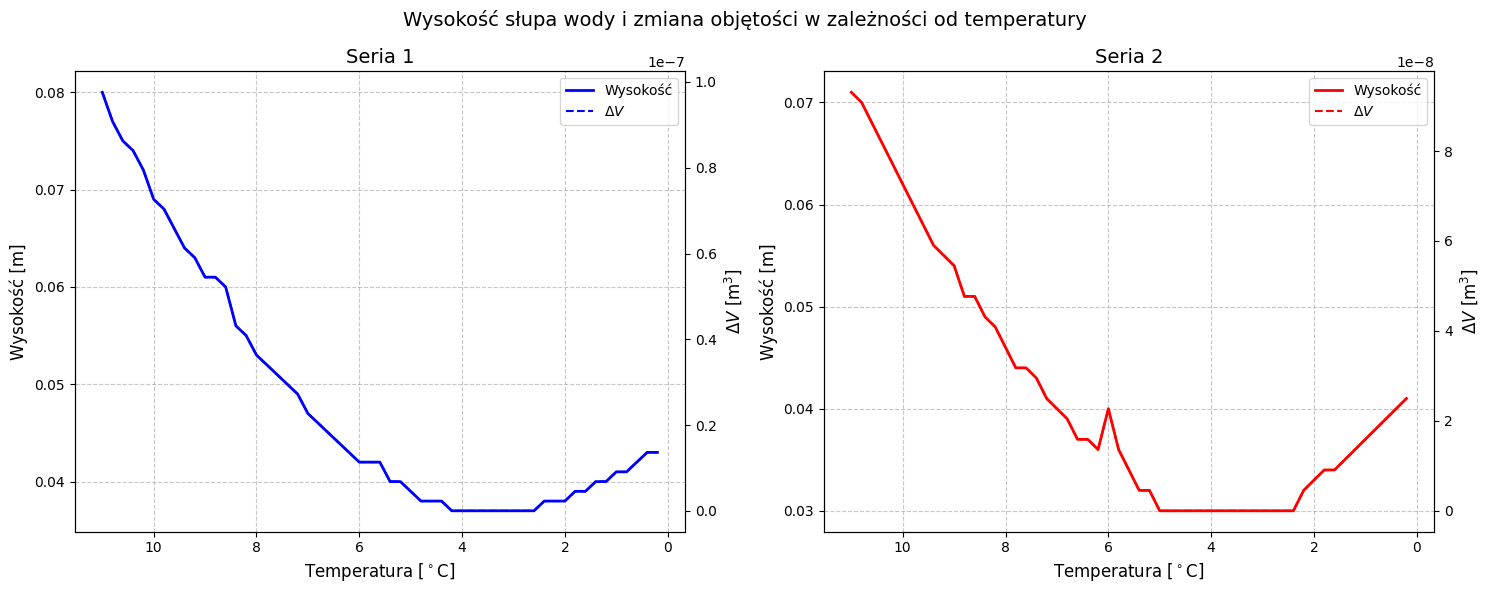 Wysokość słupa wody i zmiana objętości w zależności od temperatury
Seria 1
1e−7
Wysokość
ΔV
0.08
0.07
0.06
0.05
0.04
Wysokość [m]
1.0
0.8
0.6
0.4
0.2
0.0
ΔV [m³]
10 8 6 4 2 0
Temperatura [°C]
Seria 2
1e−8
Wysokość
ΔV
0.07
0.06
0.05
0.04
0.03
Wysokość [m]
8
6
4
2
0
ΔV [m³]
10 8 6 4 2 0
Temperatura [°C]